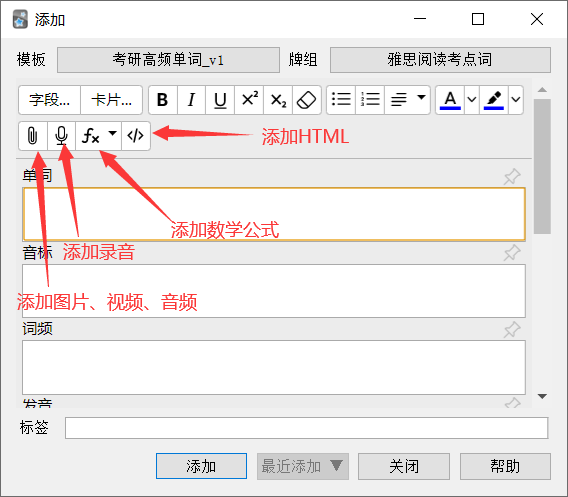 添加
模板 考研高频单词_v1 牌组 雅思阅读考点词
字段... 卡片... B I U X² X₂ A
fx </> 添加HTML
单词
添加数学公式
音标 添加录音
添加图片、视频、音频
词频
发音
标签
添加 最近添加 ▼ 关闭 帮助